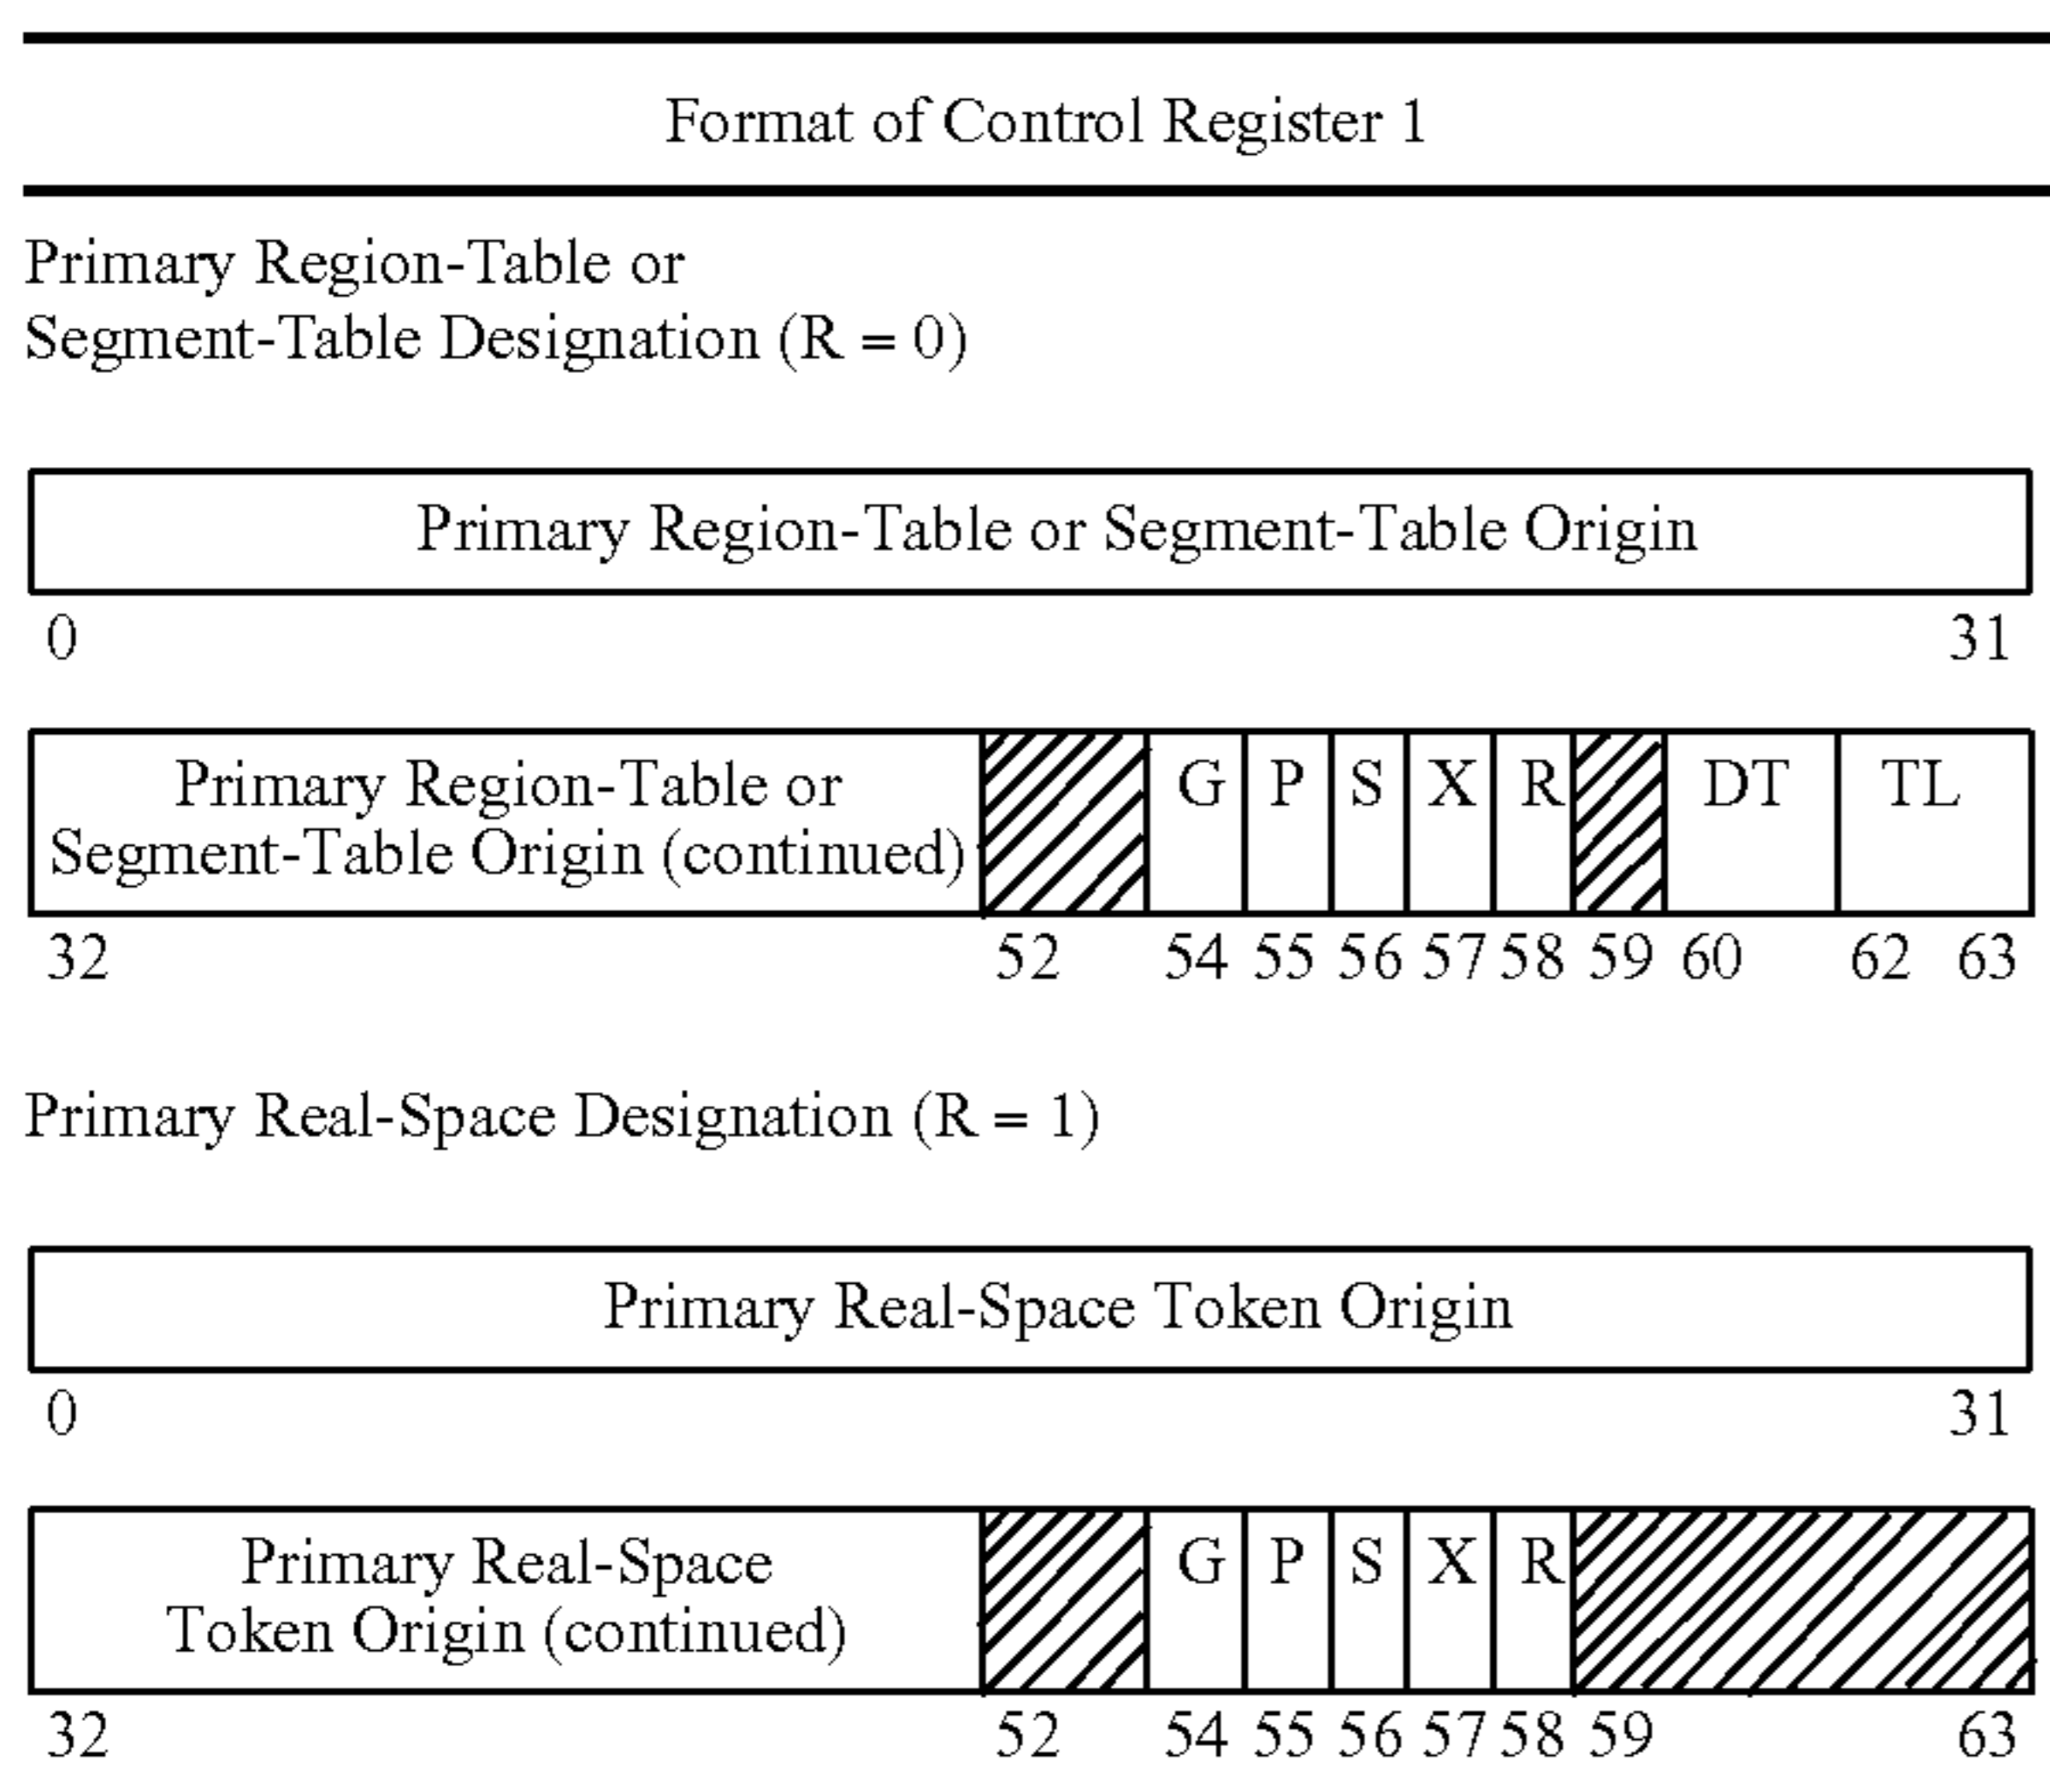 Format of Control Register 1
Primary Region-Table or
Segment-Table Designation (R = 0)
Primary Region-Table or Segment-Table Origin
0 31
Primary Region-Table or
Segment-Table Origin (continued)
G P S X R DT TL
32 52 54 55 56 57 58 59 60 62 63
Primary Real-Space Designation (R = 1)
Primary Real-Space Token Origin
0 31
Primary Real-Space
Token Origin (continued)
G P S X R
32 52 54 55 56 57 58 59 63